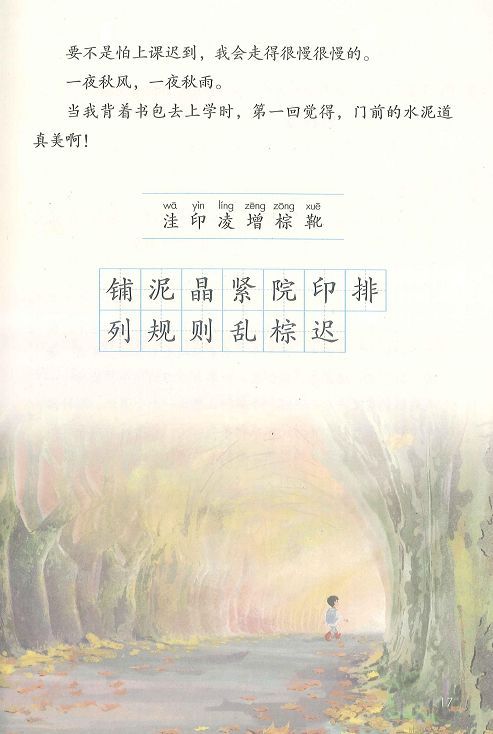 要不是怕上课迟到，我会走得很慢很慢的。
一夜秋风，一夜秋雨。
当我背着书包去上学时，第一回觉得，门前的水泥道
真美啊！
wā yìn líng zēng zōng xuē
洼 印 凌 增 棕 靴
铺 泥 晶 紧 院 印 排
列 规 则 乱 棕 迟
17